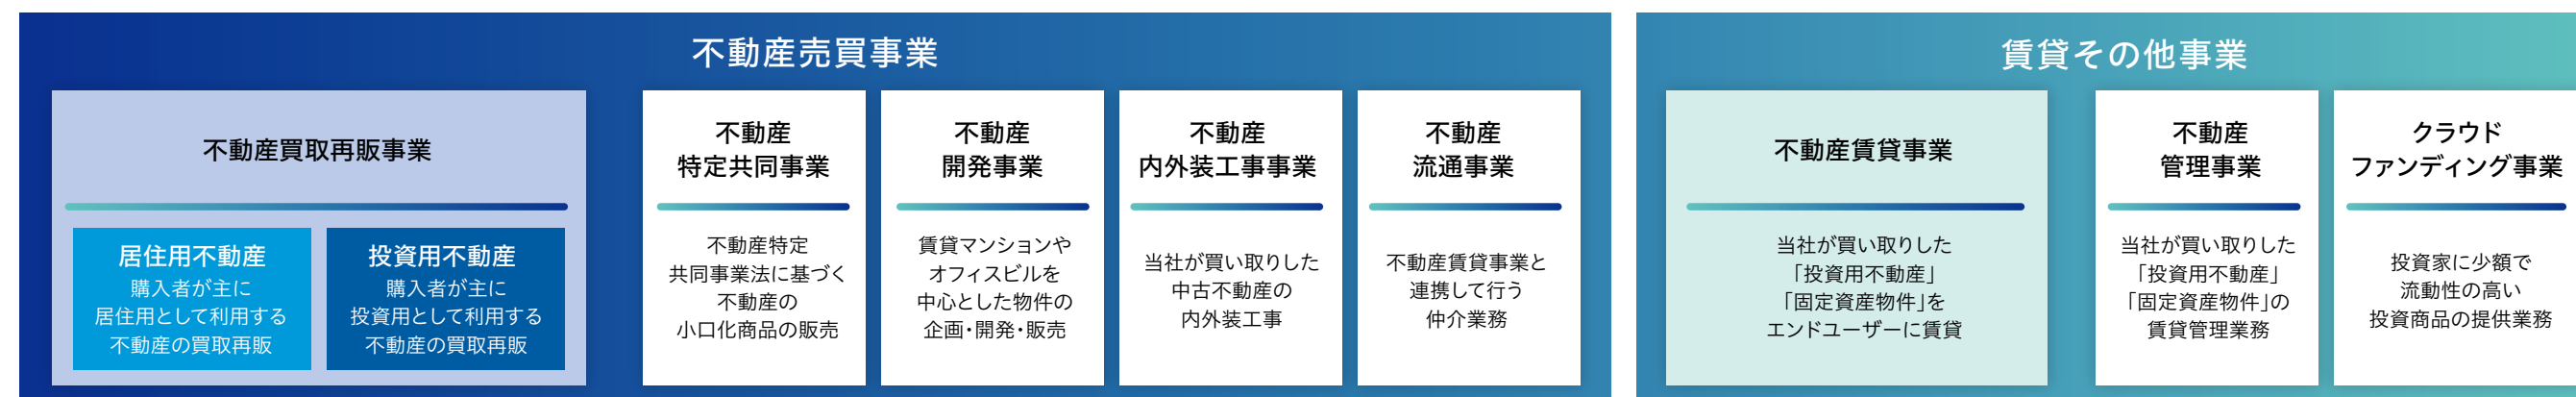 不動産売買事業
不動産買取再販事業
居住用不動産
購入者が主に
居住用として利用する
不動産の買取再販
投資用不動産
購入者が主に
投資用として利用する
不動産の買取再販
不動産
特定共同事業
不動産特定
共同事業法に基づく
不動産の
小口化商品の販売
不動産
開発事業
賃貸マンションや
オフィスビルを
中心とした物件の
企画・開発・販売
不動産
内外装工事事業
当社が買い取りした
中古不動産の
内外装工事
不動産
流通事業
不動産賃貸事業と
連携して行う
仲介業務
賃貸その他事業
不動産賃貸事業
当社が買い取りした
「投資用不動産」
「固定資産物件」を
エンドユーザーに賃貸
不動産
管理事業
当社が買い取りした
「投資用不動産」
「固定資産物件」の
賃貸管理業務
クラウド
ファンディング事業
投資家に少額で
流動性の高い
投資商品の提供業務